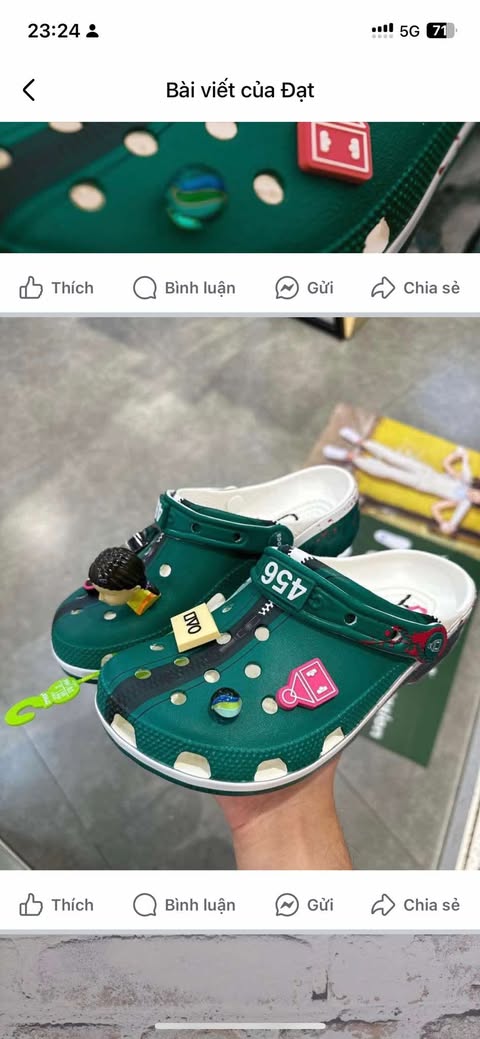 23:24
5G
71
Bài viết của Đạt
Thích
Bình luận
Gửi
Chia sẻ
456
Thích
Bình luận
Gửi
Chia sẻ